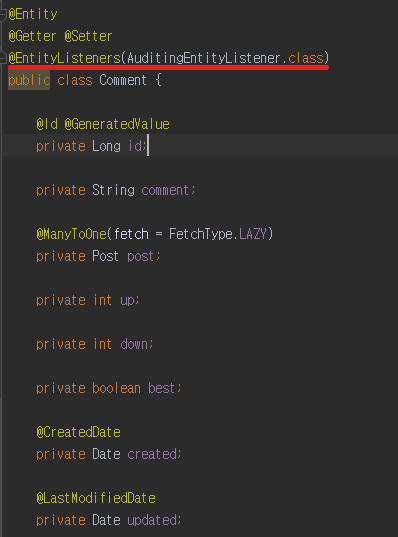 @Entity
@Getter @Setter
@EntityListeners(AuditingEntityListener.class)
public class Comment {
@Id @GeneratedValue
private Long id;
private String comment;
@ManyToOne(fetch = FetchType.LAZY)
private Post post;
private int up;
private int down;
private boolean best;
@CreatedDate
private Date created;
@LastModifiedDate
private Date updated;